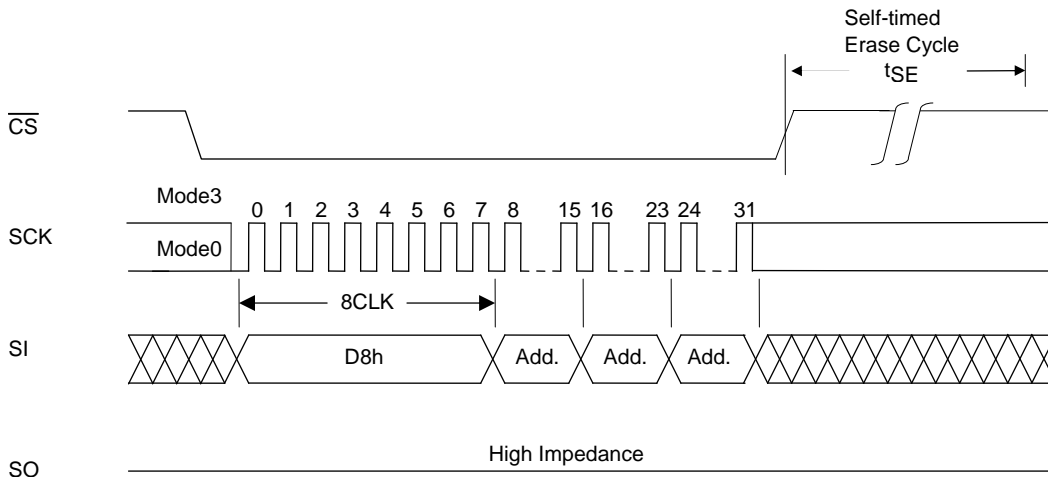 Self-timed
Erase Cycle
tSE
CS
Mode3
0 1 2 3 4 5 6 7 8 15 16 23 24 31
SCK
Mode0
8CLK
SI
D8h Add. Add. Add.
High Impedance
SO